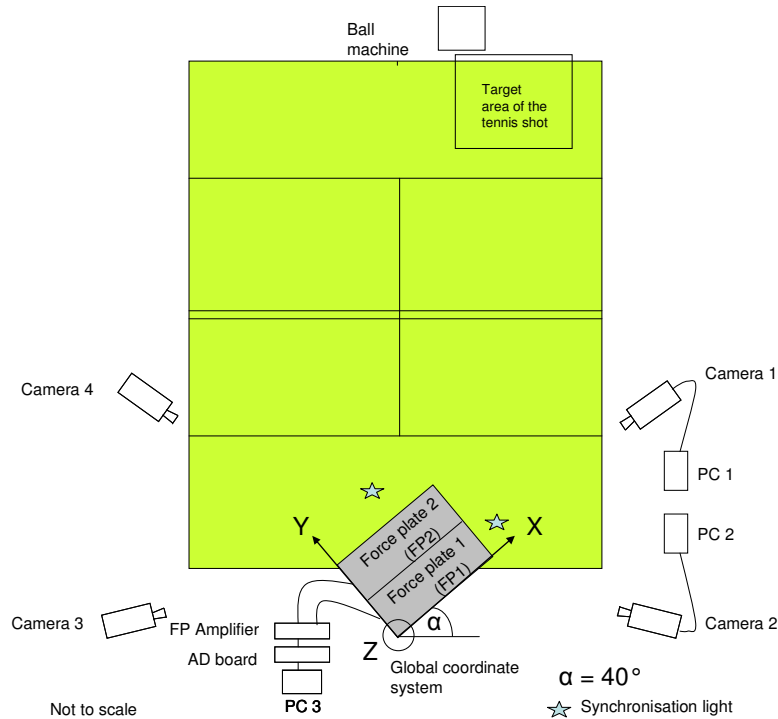 Ball
machine
Target
area of the
tennis shot
Camera 4
Camera 1
PC 1
PC 2
Y
X
Force plate 2
(FP2)
Force plate 1
(FP1)
α
Z
Camera 3
FP Amplifier
AD board
PC 3
Camera 2
Global coordinate
system
α = 40°
Not to scale
Synchronisation light